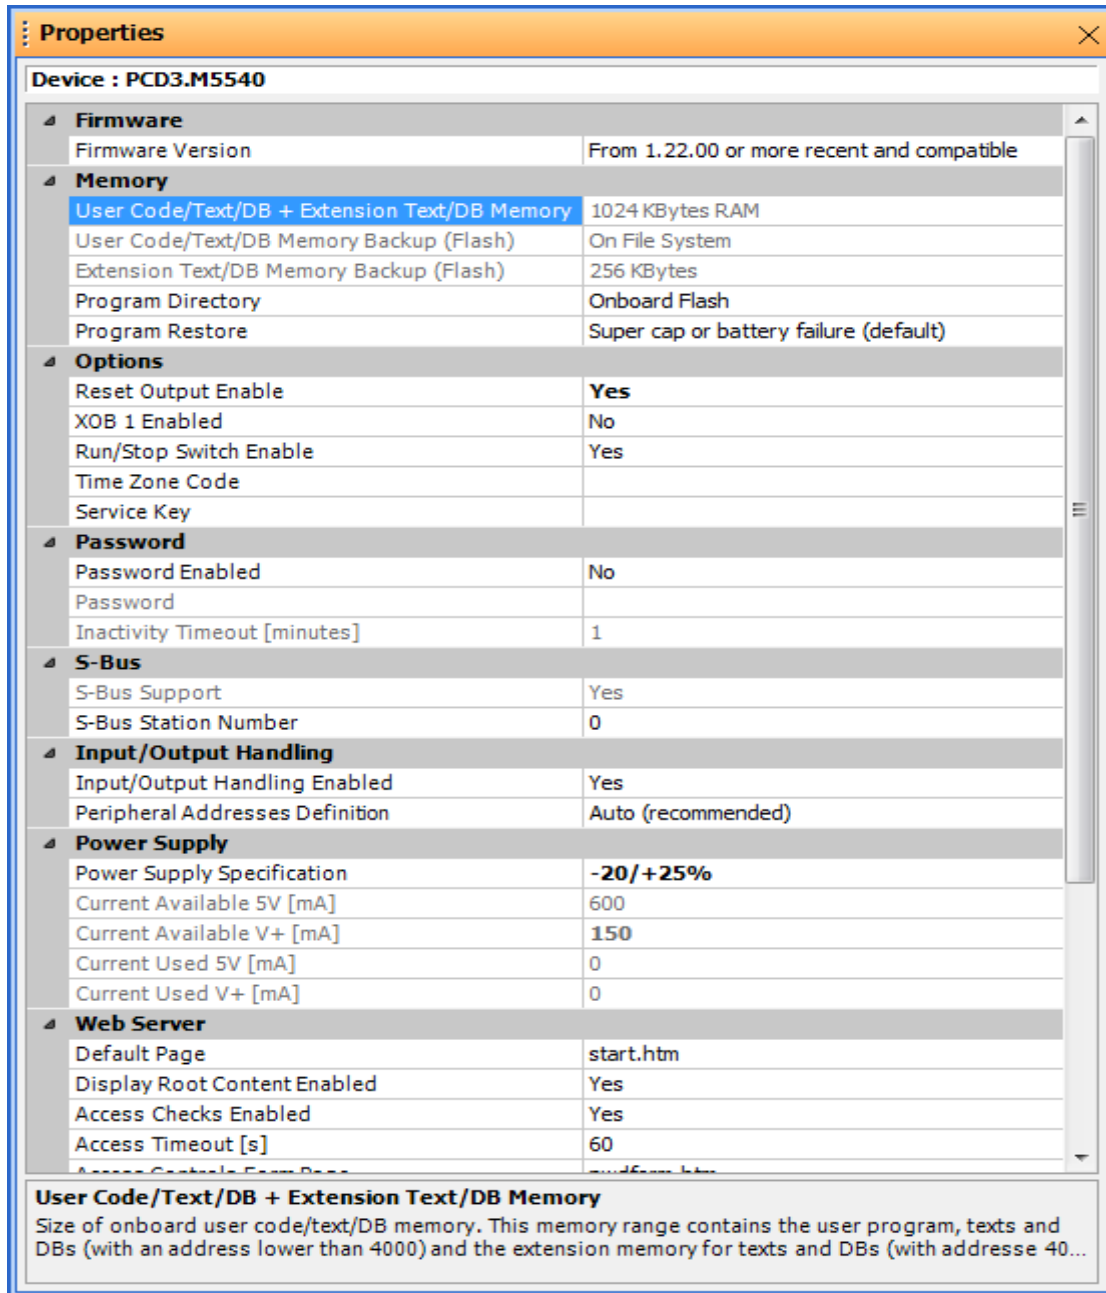 Properties
Device : PCD3.M5540
Firmware
Firmware Version From 1.22.00 or more recent and compatible
Memory
User Code/Text/DB + Extension Text/DB Memory 1024 KBytes RAM
User Code/Text/DB Memory Backup (Flash) On File System
Extension Text/DB Memory Backup (Flash) 256 KBytes
Program Directory Onboard Flash
Program Restore Super cap or battery failure (default)
Options
Reset Output Enable Yes
XOB 1 Enabled No
Run/Stop Switch Enable Yes
Time Zone Code
Service Key
Password
Password Enabled No
Password
Inactivity Timeout [minutes] 1
S-Bus
S-Bus Support Yes
S-Bus Station Number 0
Input/Output Handling
Input/Output Handling Enabled Yes
Peripheral Addresses Definition Auto (recommended)
Power Supply
Power Supply Specification -20/+25%
Current Available 5V [mA] 600
Current Available V+ [mA] 150
Current Used 5V [mA] 0
Current Used V+ [mA] 0
Web Server
Default Page start.htm
Display Root Content Enabled Yes
Access Checks Enabled Yes
Access Timeout [s] 60
Access Controls Form Page pwdform.htm
User Code/Text/DB + Extension Text/DB Memory
Size of onboard user code/text/DB memory. This memory range contains the user program, texts and
DBs (with an address lower than 4000) and the extension memory for texts and DBs (with addresse 40...